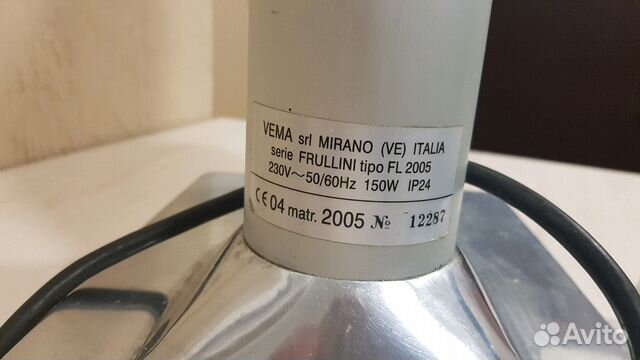 VEMA srl MIRANO (VE) ITALIA
serie FRULLINI tipo FL 2005
230V~50/60Hz 150W IP24
CE 04 matr. 2005 № 12287
Avito